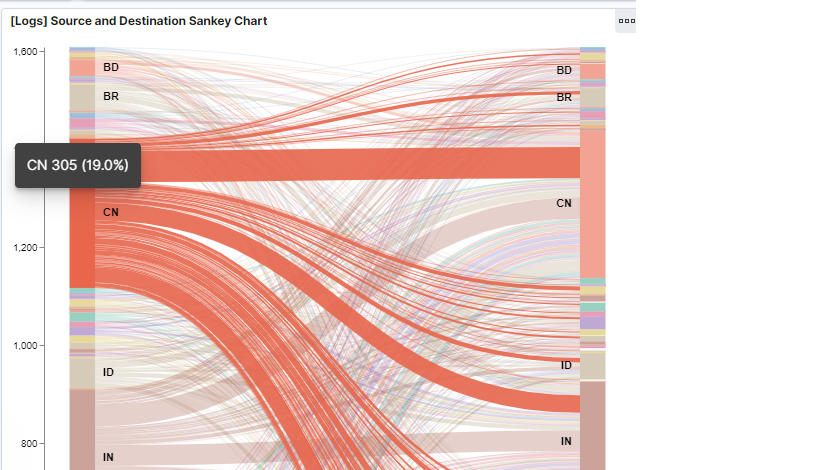 [Logs] Source and Destination Sankey Chart
1,600
BD
BD
BR
BR
CN 305 (19.0%)
CN
CN
1,200
1,000
ID
ID
IN
800
IN